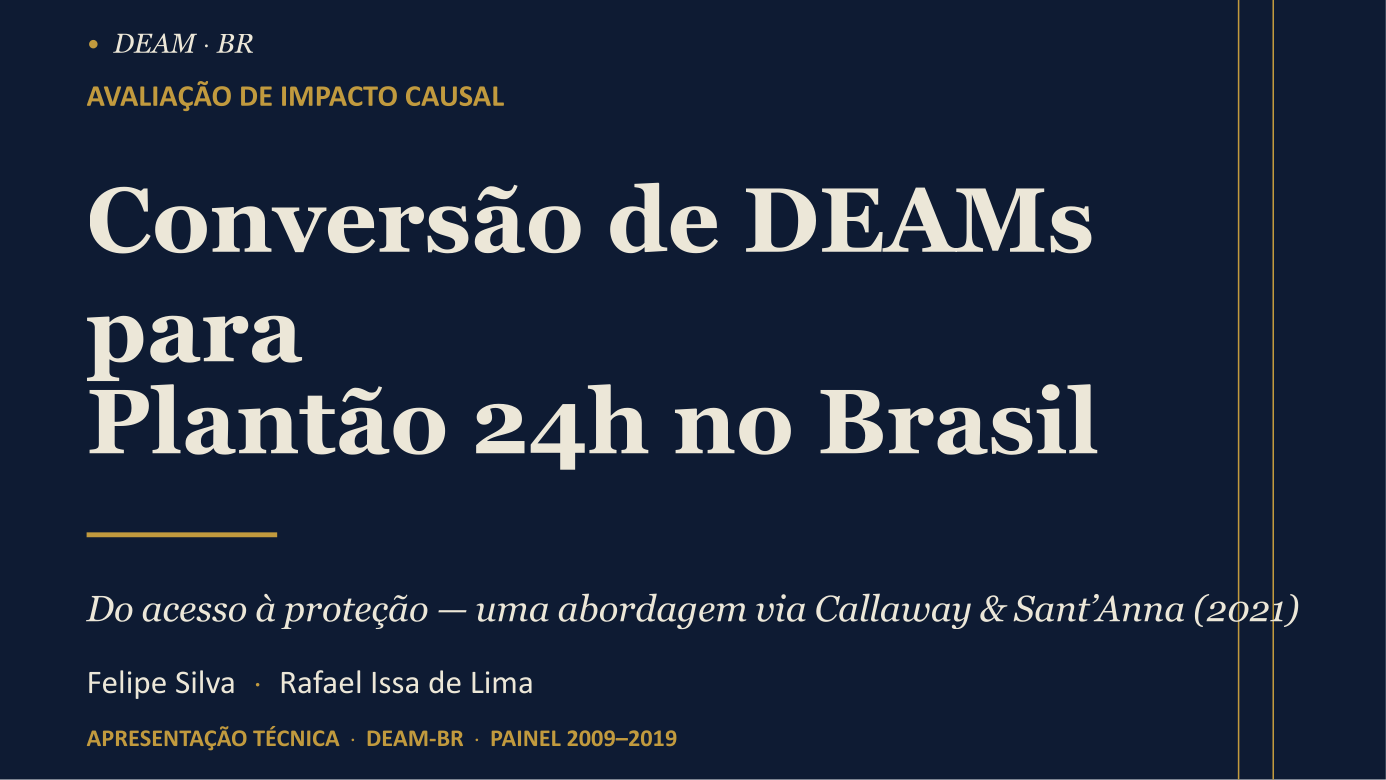 • DEAM · BR
AVALIAÇÃO DE IMPACTO CAUSAL
Conversão de DEAMs
para
Plantão 24h no Brasil
Do acesso à proteção — uma abordagem via Callaway & Sant’Anna (2021)
Felipe Silva · Rafael Issa de Lima
APRESENTAÇÃO TÉCNICA · DEAM-BR · PAINEL 2009–2019